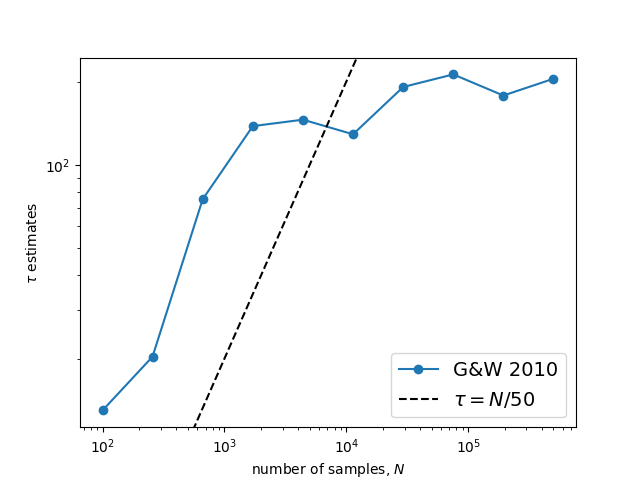 10²
τ estimates
G&W 2010
τ = N/50
10² 10³ 10⁴ 10⁵
number of samples, N